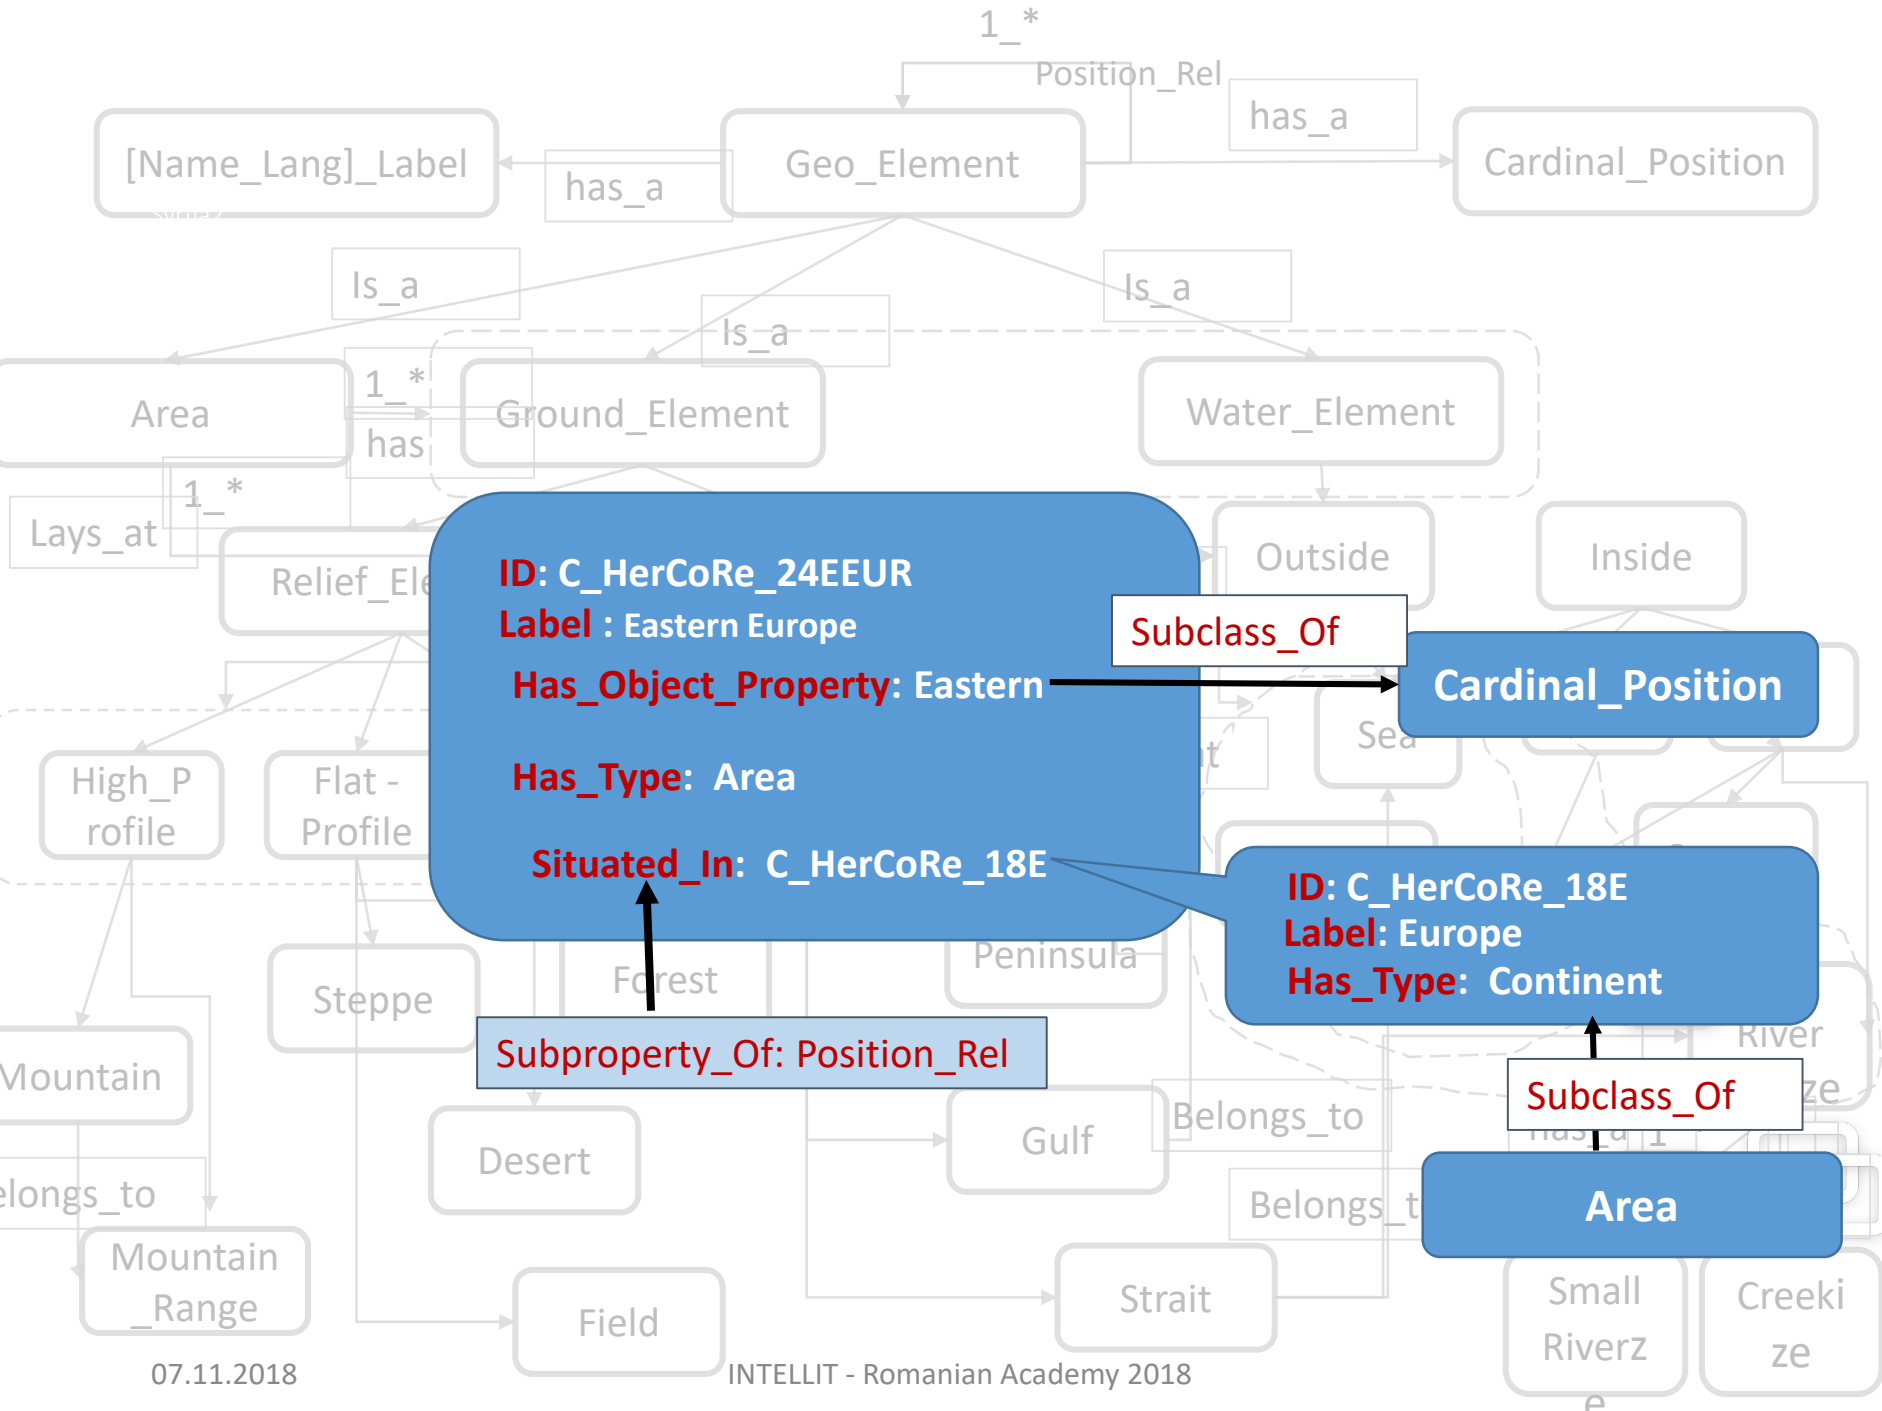 1_*
Position_Rel
has_a
[Name_Lang]_Label
Geo_Element
Cardinal_Position
has_a
Is_a
Is_a
Is_a
Area
1_*
has
Ground_Element
Water_Element
1_*
Lays_at
Outside
Inside
Relief_Ele
ID: C_HerCoRe_24EEUR
Label : Eastern Europe
Has_Object_Property: Eastern
Has_Type: Area
Situated_In: C_HerCoRe_18E
Subclass_Of
Cardinal_Position
Sea
High_P
rofile
Flat -
Profile
ID: C_HerCoRe_18E
Label: Europe
Has_Type: Continent
Steppe
Forest
Peninsula
River
Subproperty_Of: Position_Rel
Mountain
Subclass_Of
ze
Desert
Gulf
Belongs_to
has_a
1
elongs_to
Belongs_t
Area
Mountain
_Range
Field
Strait
Small
Riverz
e
Creeki
ze
07.11.2018
INTELLIT - Romanian Academy 2018